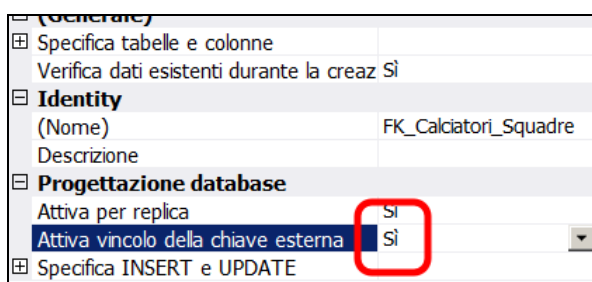 (Generale)
Specifica tabelle e colonne
Verifica dati esistenti durante la creaz Sì
Identity
(Nome) FK_Calciatori_Squadre
Descrizione
Progettazione database
Attiva per replica Sì
Attiva vincolo della chiave esterna Sì
Specifica INSERT e UPDATE